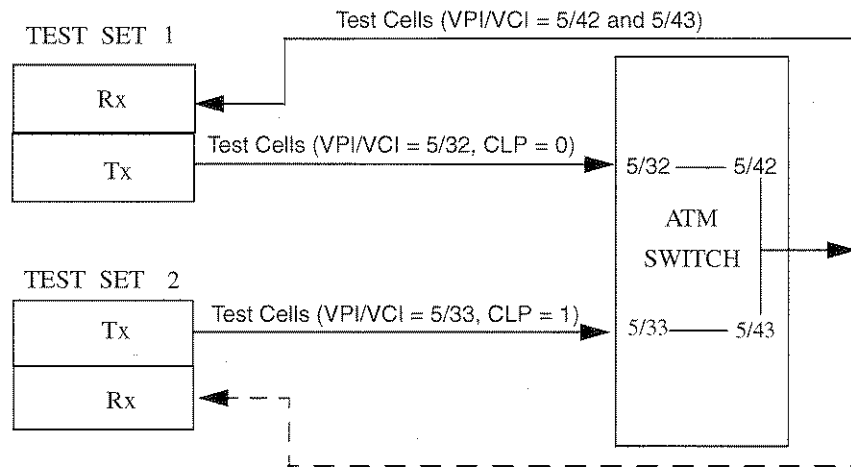 Test Cells (VPI/VCI = 5/42 and 5/43)
TEST SET 1
Rx
Tx
Test Cells (VPI/VCI = 5/32, CLP = 0)
5/32 5/42
ATM
SWITCH
TEST SET 2
Tx
Rx
Test Cells (VPI/VCI = 5/33, CLP = 1)
5/33 5/43